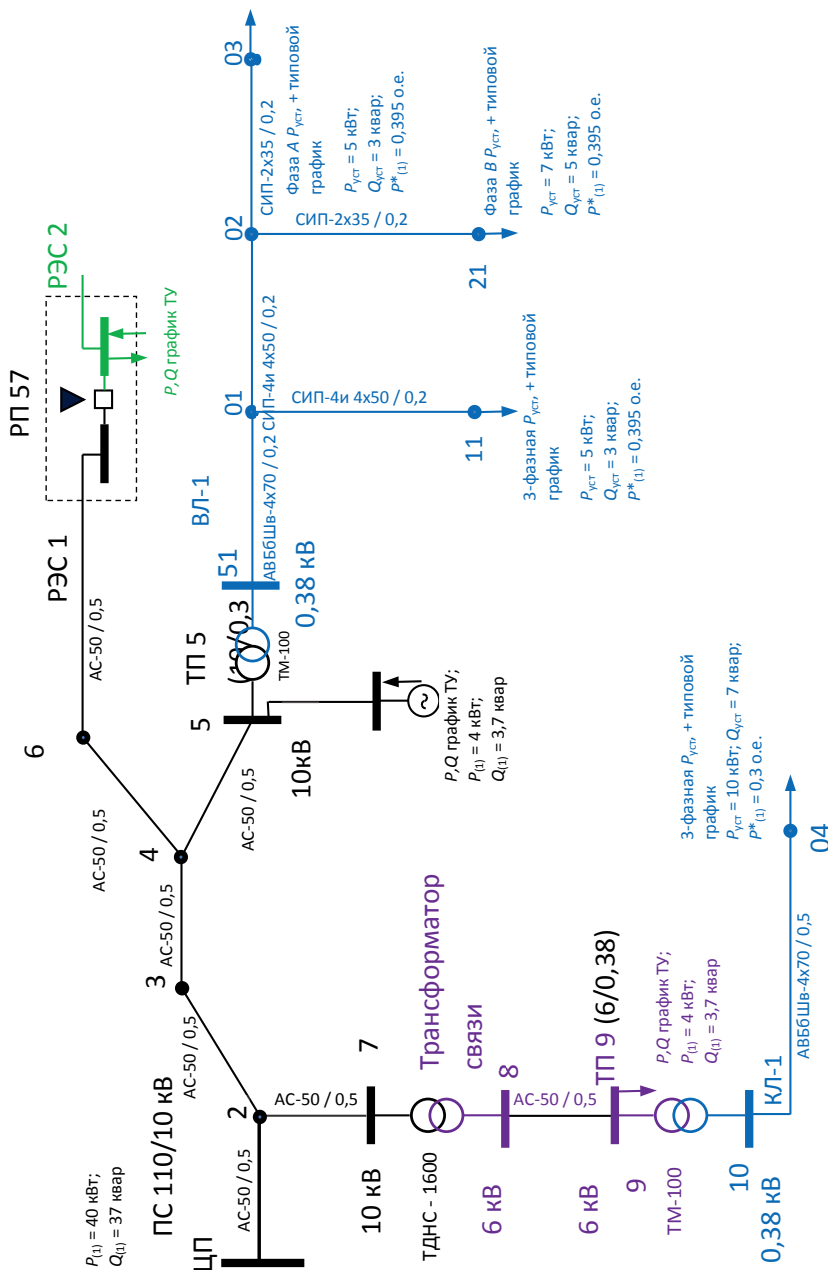 P(1) = 40 кВт;
Q(1) = 37 квар
ЦП
ПС 110/10 кВ
АС-50 / 0,5
2
АС-50 / 0,5
3
АС-50 / 0,5
4
АС-50 / 0,5
6
АС-50 / 0,5
РЭС 1
РП 57
РЭС 2
P,Q график ТУ
АС-50 / 0,5
5
10кВ
P,Q график ТУ;
P(1) = 4 кВт;
Q(1) = 3,7 квар
~
ТП 5
(10/0,3
ТМ-100
51
0,38 кВ
ВЛ-1
АВБбШв-4х70 / 0,2
01
СИП-4и 4х50 / 0,2
02
СИП-2х35 / 0,2
03
Фаза A Pуст, + типовой
график
Pуст = 5 кВт;
Qуст = 3 квар;
P*(1) = 0,395 о.е.
СИП-4и 4х50 / 0,2
11
3-фазная Pуст, + типовой
график
Pуст = 5 кВт;
Qуст = 3 квар;
P*(1) = 0,395 о.е.
СИП-2х35 / 0,2
21
Фаза B Pуст, + типовой
график
Pуст = 7 кВт;
Qуст = 5 квар;
P*(1) = 0,395 о.е.
АС-50 / 0,5
7
10 кВ
ТДНС - 1600
Трансформатор
связи
8
6 кВ
АС-50 / 0,5
ТП 9 (6/0,38)
6 кВ
9
P,Q график ТУ;
P(1) = 4 кВт;
Q(1) = 3,7 квар
ТМ-100
10
0,38 кВ
КЛ-1
АВБбШв-4х70 / 0,5
04
3-фазная Pуст, + типовой
график
Pуст = 10 кВт; Qуст = 7 квар;
P*(1) = 0,3 о.е.